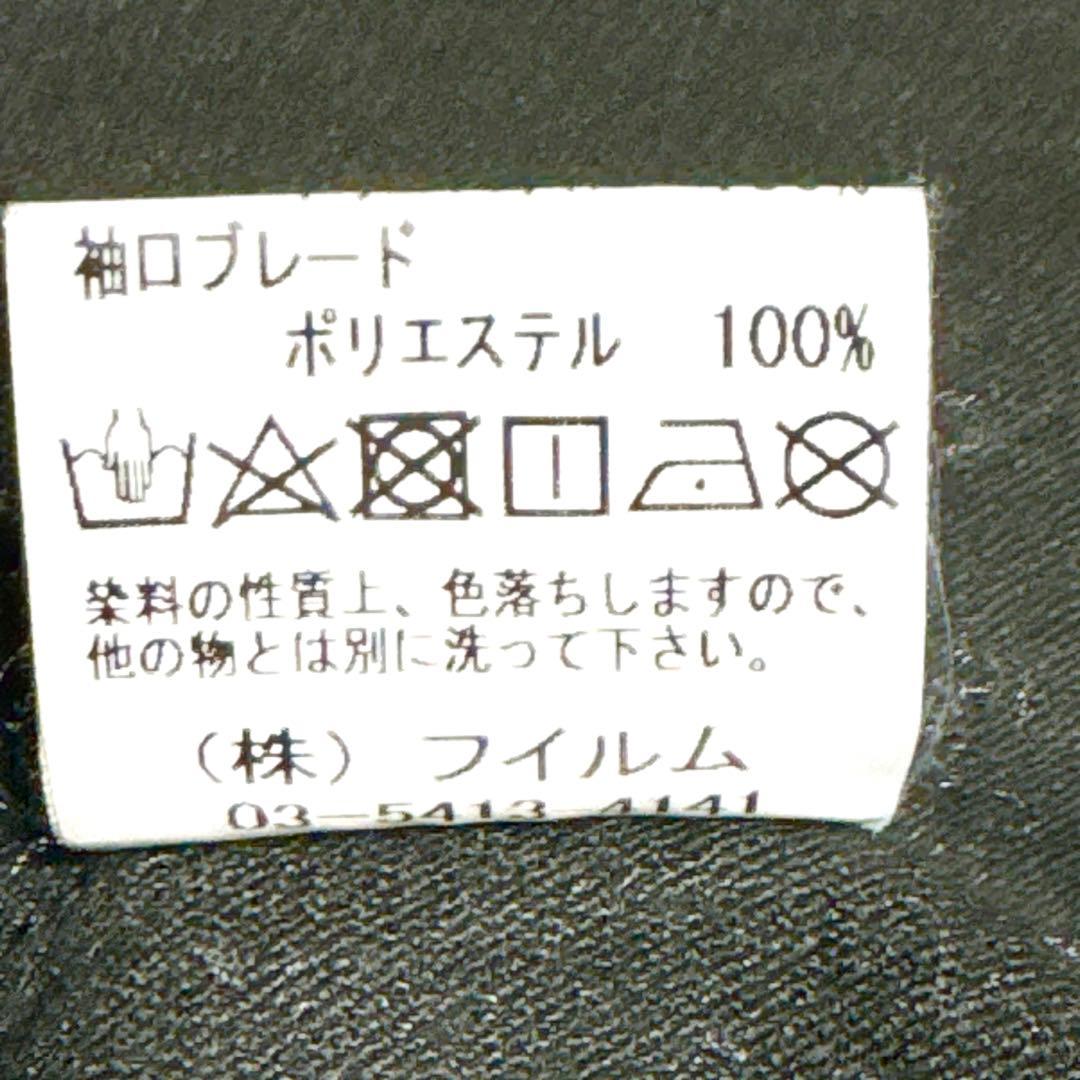 袖口ブレード
ポリエステル 100%
染料の性質上、色落ちしますので、
他の物とは別に洗って下さい。
(株) フイルム
03-5413-4141